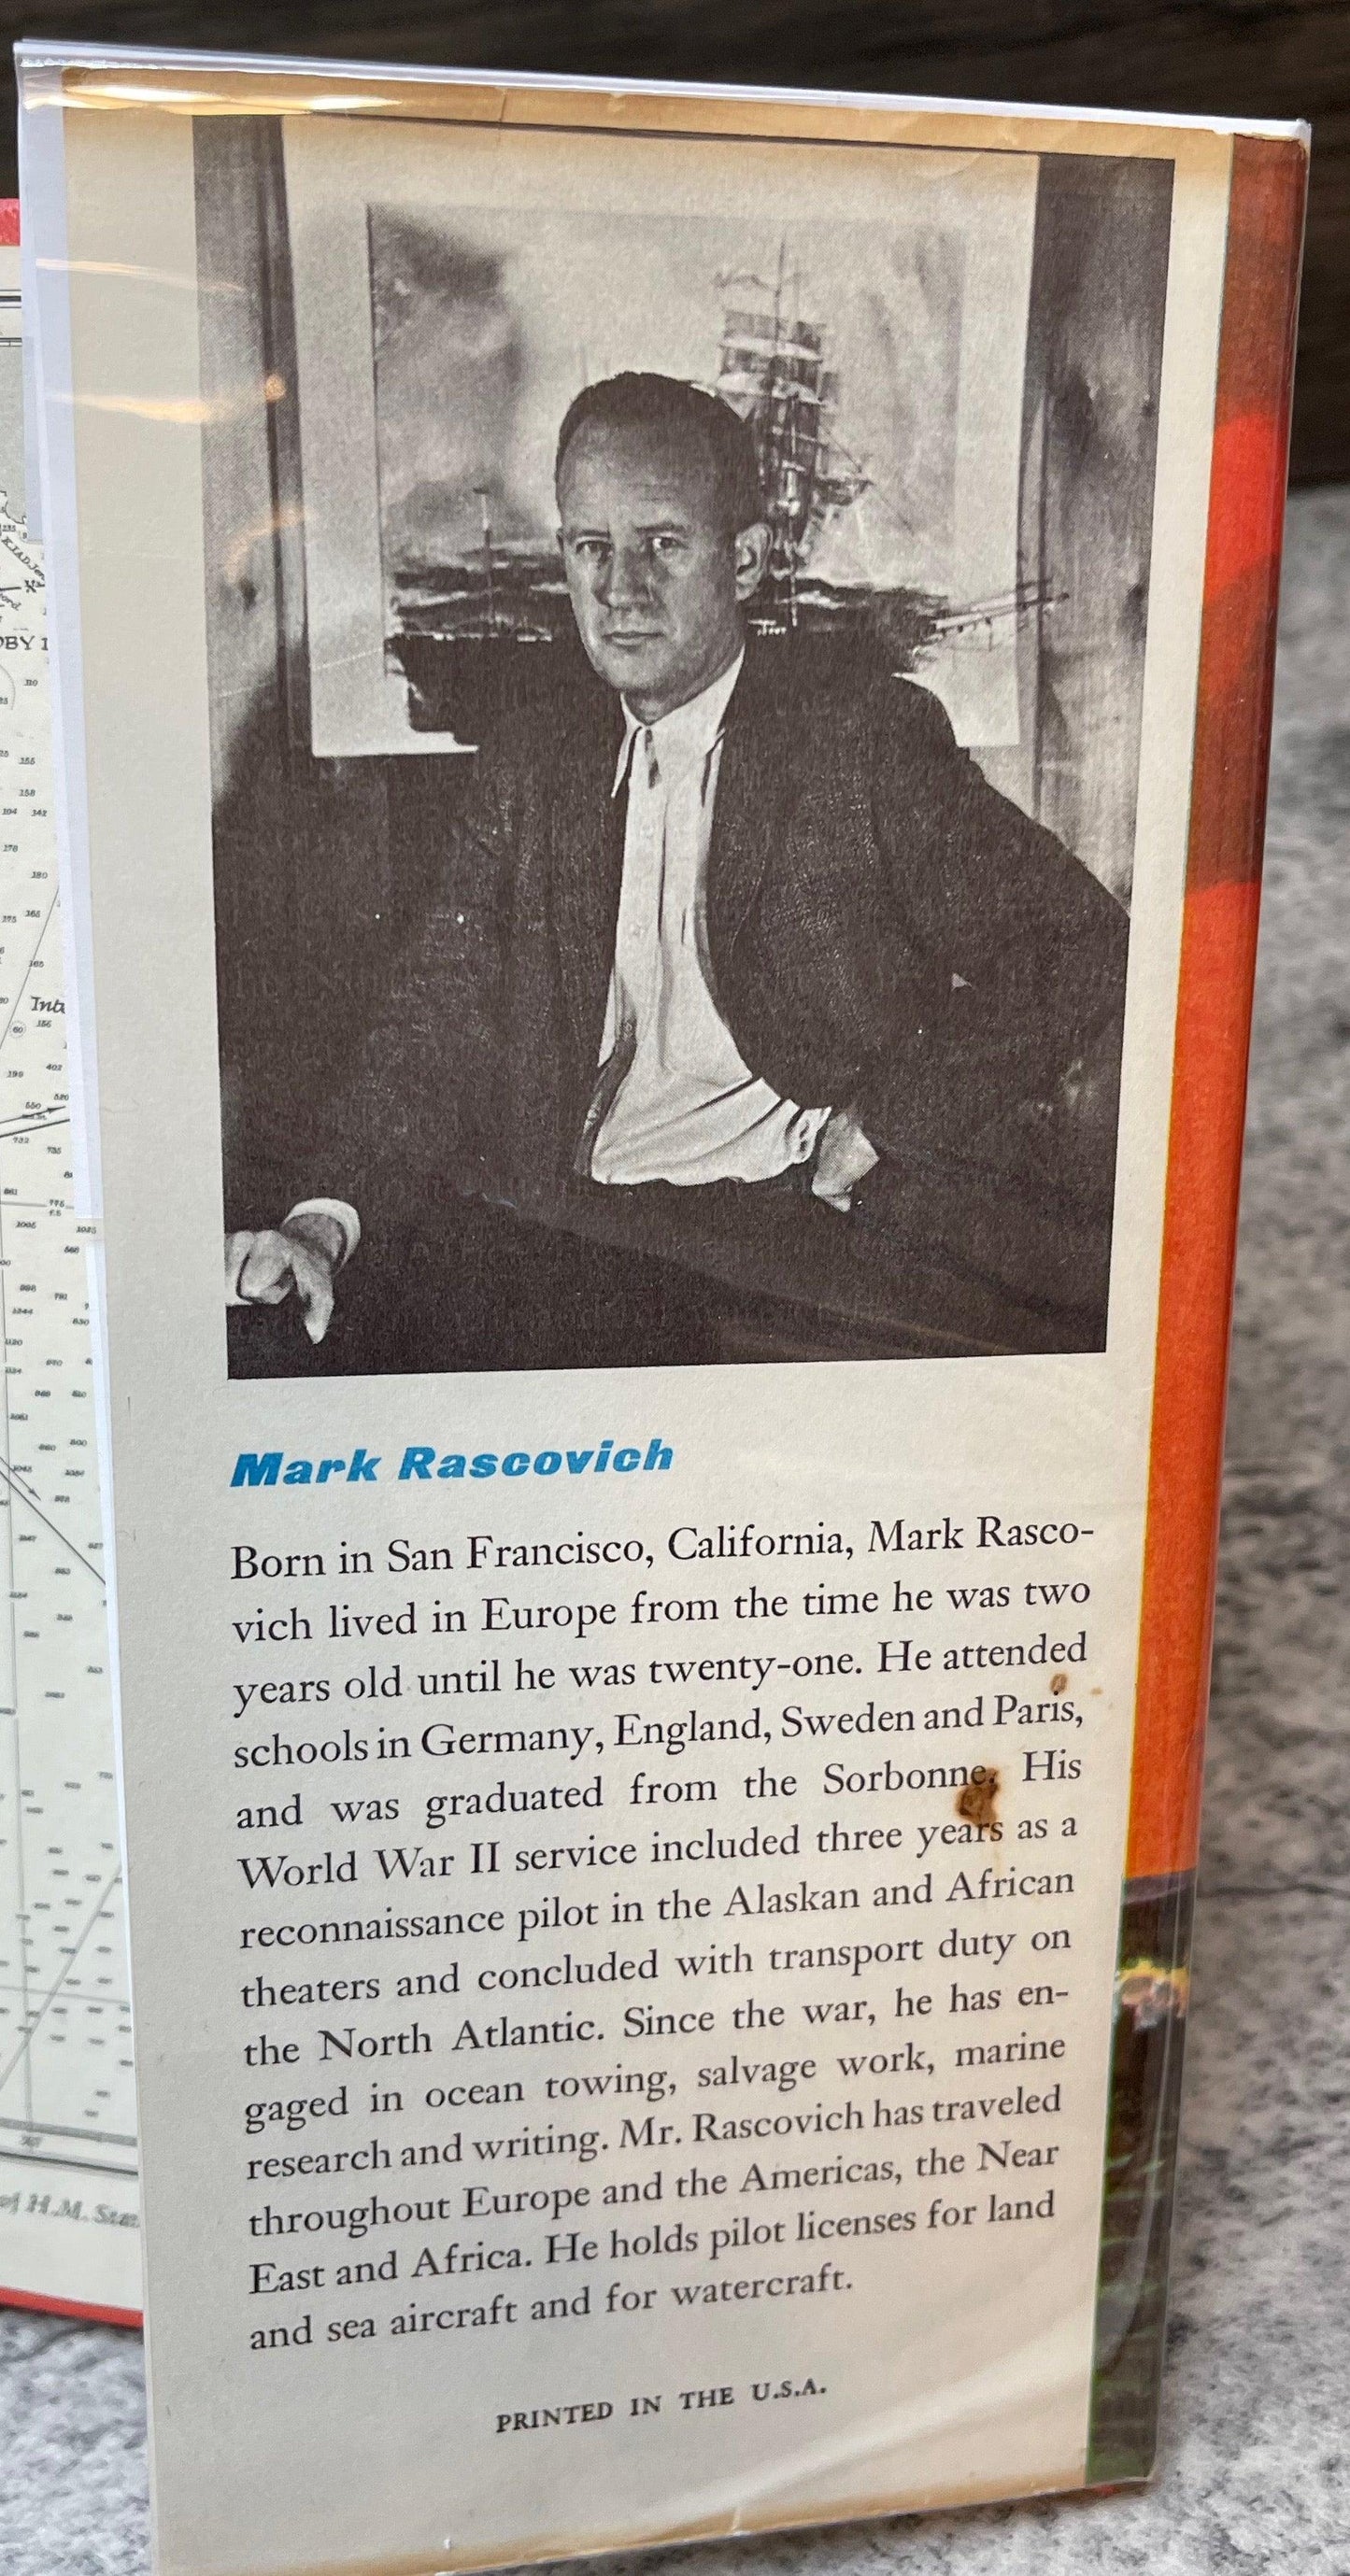 Mark Rascovich
Born in San Francisco, California, Mark Rasco-
vich lived in Europe from the time he was two
years old until he was twenty-one. He attended
schools in Germany, England, Sweden and Paris,
and was graduated from the Sorbonne. His
World War II service included three years as a
reconnaissance pilot in the Alaskan and African
theaters and concluded with transport duty on
the North Atlantic. Since the war, he has en-
gaged in ocean towing, salvage work, marine
research and writing. Mr. Rascovich has traveled
throughout Europe and the Americas, the Near
East and Africa. He holds pilot licenses for land
and sea aircraft and for watercraft.
PRINTED IN THE U.S.A.